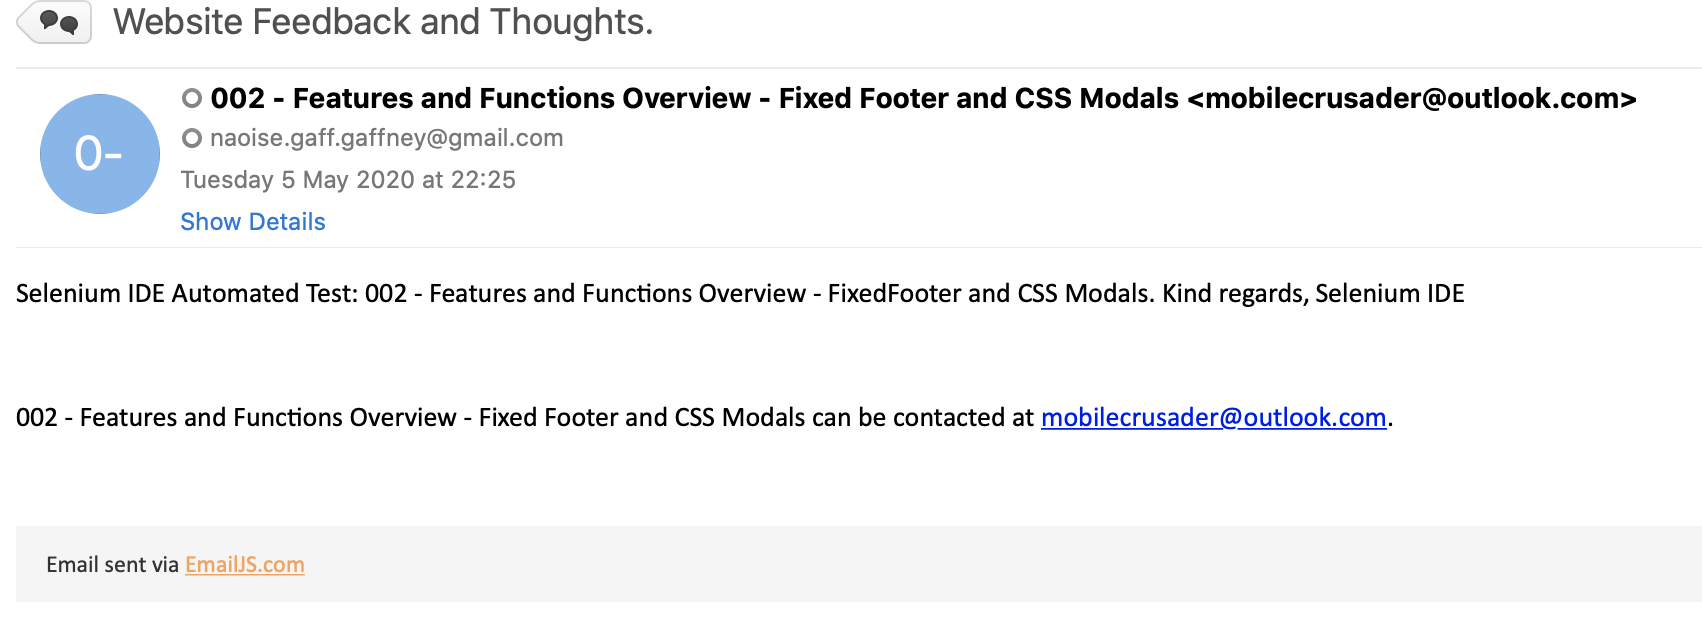 Website Feedback and Thoughts.
002 - Features and Functions Overview - Fixed Footer and CSS Modals <mobilecrusader@outlook.com>
0-
naoise.gaff.gaffney@gmail.com
Tuesday 5 May 2020 at 22:25
Show Details
Selenium IDE Automated Test: 002 - Features and Functions Overview - FixedFooter and CSS Modals. Kind regards, Selenium IDE
002 - Features and Functions Overview - Fixed Footer and CSS Modals can be contacted at mobilecrusader@outlook.com.
Email sent via EmailJS.com